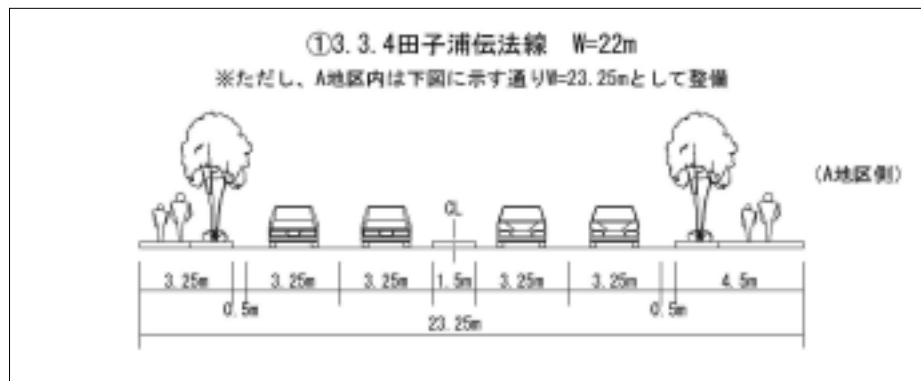 ①3.3.4田子浦伝法線　W=22m
※ただし、A地区内は下図に示す通りW=23.25mとして整備
(A地区側)
CL
3.25m 3.25m 3.25m 1.5m 3.25m 3.25m 4.5m
0.5m 0.5m
23.25m